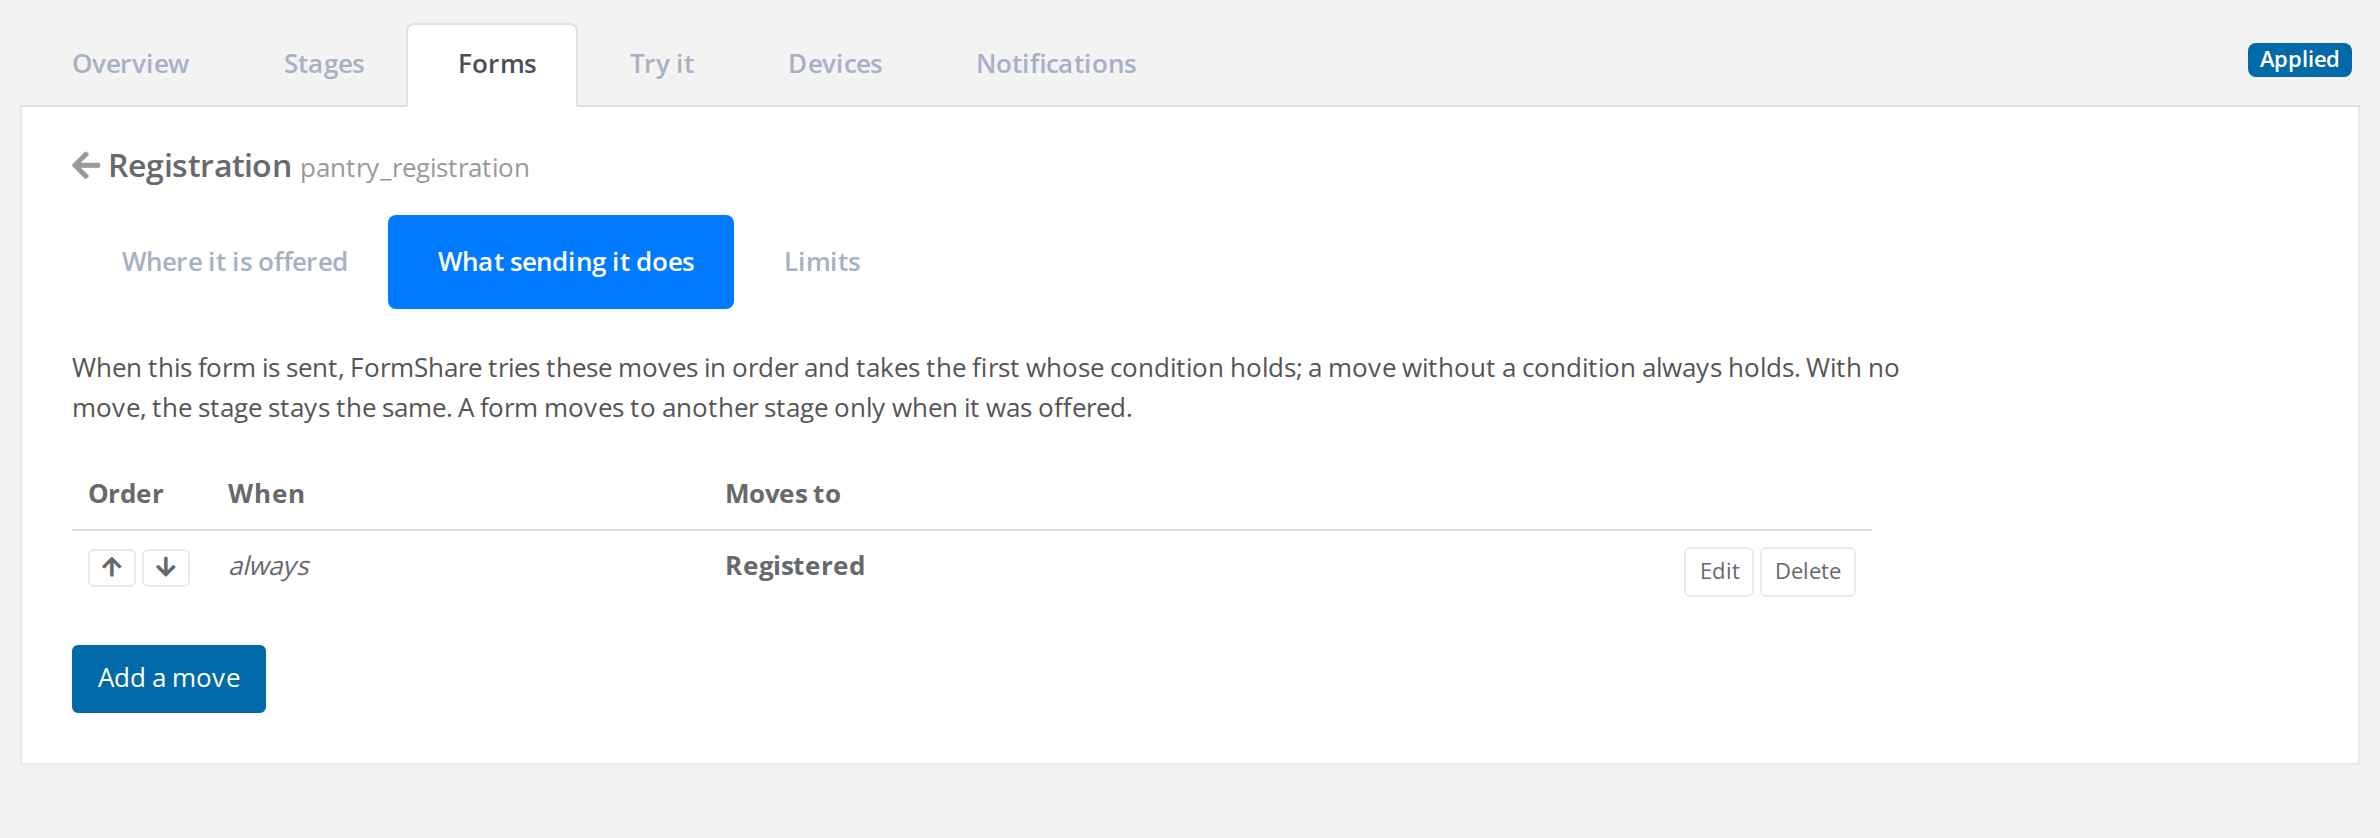 Overview
Stages
Forms
Try it
Devices
Notifications
Applied
Registration pantry_registration
Where it is offered
What sending it does
Limits
When this form is sent, FormShare tries these moves in order and takes the first whose condition holds; a move without a condition always holds. With no
move, the stage stays the same. A form moves to another stage only when it was offered.
Order When Moves to
always Registered Edit Delete
Add a move